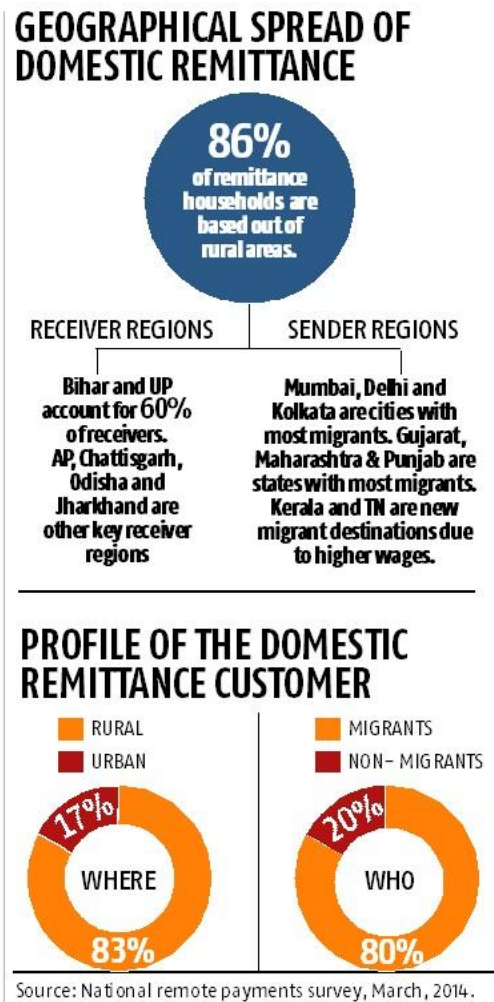 GEOGRAPHICAL SPREAD OF
DOMESTIC REMITTANCE
86%
of remittance
households are
based out of
rural areas.
RECEIVER REGIONS
Bihar and UP
account for 60%
of receivers.
AP, Chattisgarh,
Odisha and
Jharkhand are
other key receiver
regions
SENDER REGIONS
Mumbai, Delhi and
Kolkata are cities with
most migrants. Gujarat,
Maharashtra & Punjab are
states with most migrants.
Kerala and TN are new
migrant destinations due
to higher wages.
PROFILE OF THE DOMESTIC
REMITTANCE CUSTOMER
RURAL
URBAN
17%
WHERE
83%
MIGRANTS
NON- MIGRANTS
20%
WHO
80%
Source: National remote payments survey, March, 2014.